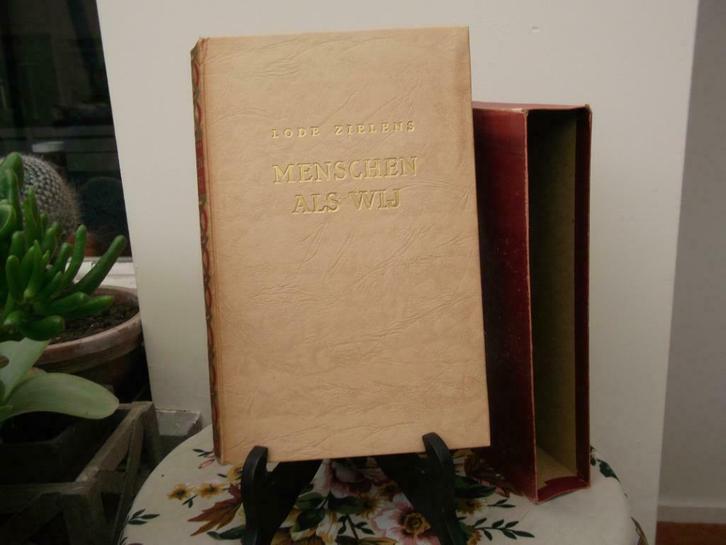 LODE ZIELENS
MENSCHEN
ALS WIJ